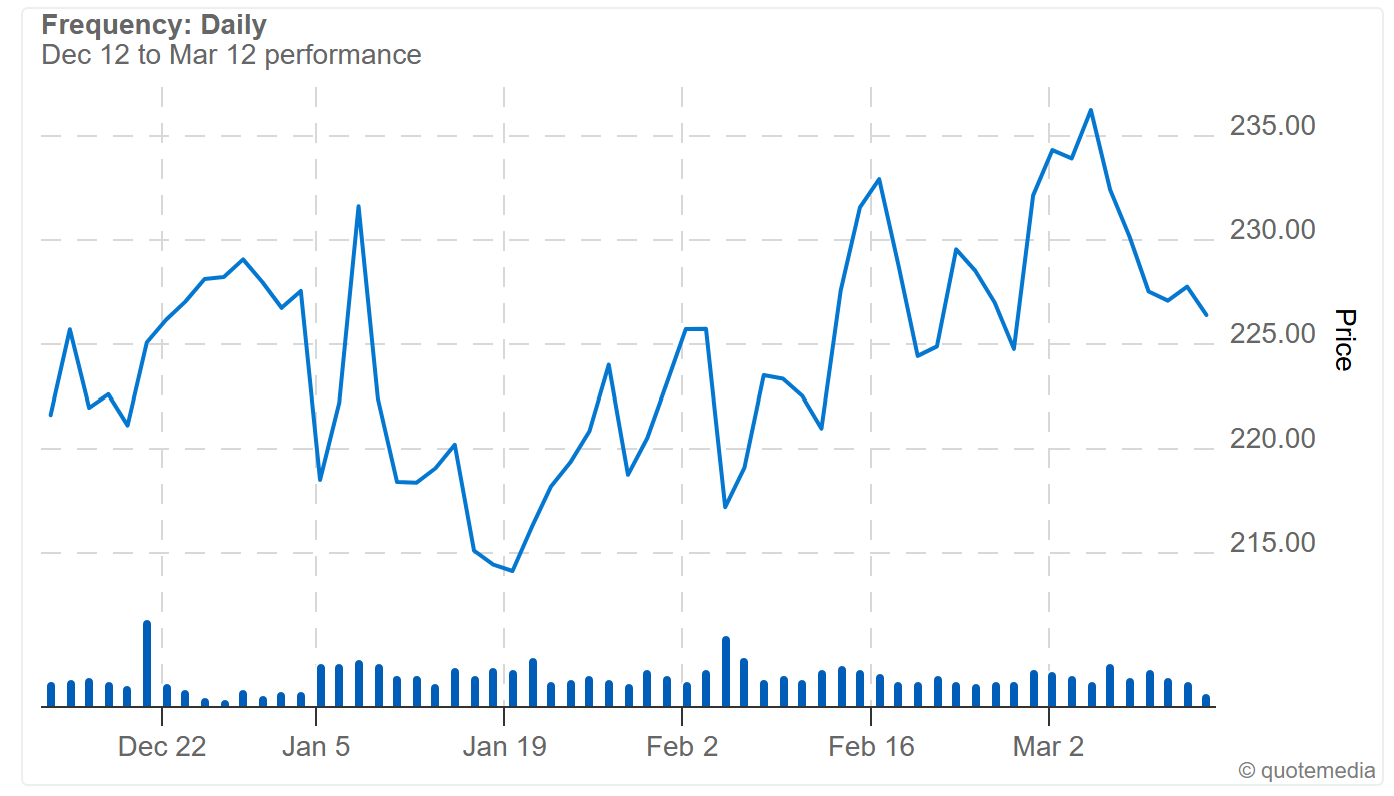 Frequency: Daily
Dec 12 to Mar 12 performance
235.00
230.00
225.00
220.00
215.00
Price
Dec 22
Jan 5
Jan 19
Feb 2
Feb 16
Mar 2
© quotemedia